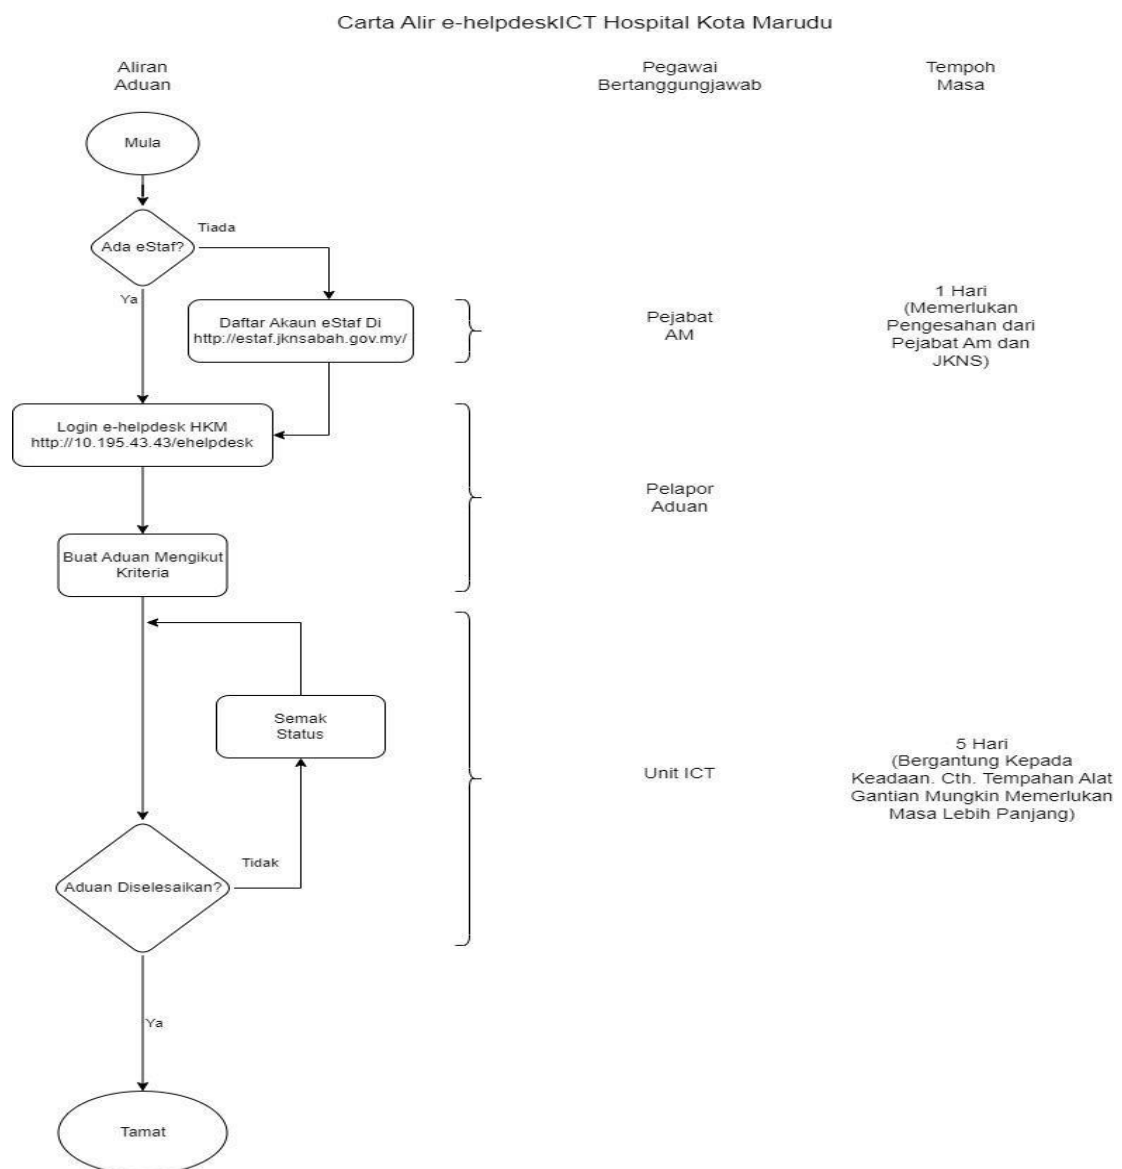 Carta Alir e-helpdeskICT Hospital Kota Marudu
Aliran
Aduan
Pegawai
Bertanggungjawab
Tempoh
Masa
Mula
Ada eStaf?
Tiada
Ya
Daftar Akaun eStaf Di
http://estaf.jknsabah.gov.my/
Pejabat
AM
1 Hari
(Memerlukan
Pengesahan dari
Pejabat Am dan
JKNS)
Login e-helpdesk HKM
http://10.195.43.43/ehelpdesk
Pelapor
Aduan
Buat Aduan Mengikut
Kriteria
Semak
Status
Unit ICT
5 Hari
(Bergantung Kepada
Keadaan. Cth. Tempahan Alat
Gantian Mungkin Memerlukan
Masa Lebih Panjang)
Aduan Diselesaikan?
Tidak
Ya
Tamat